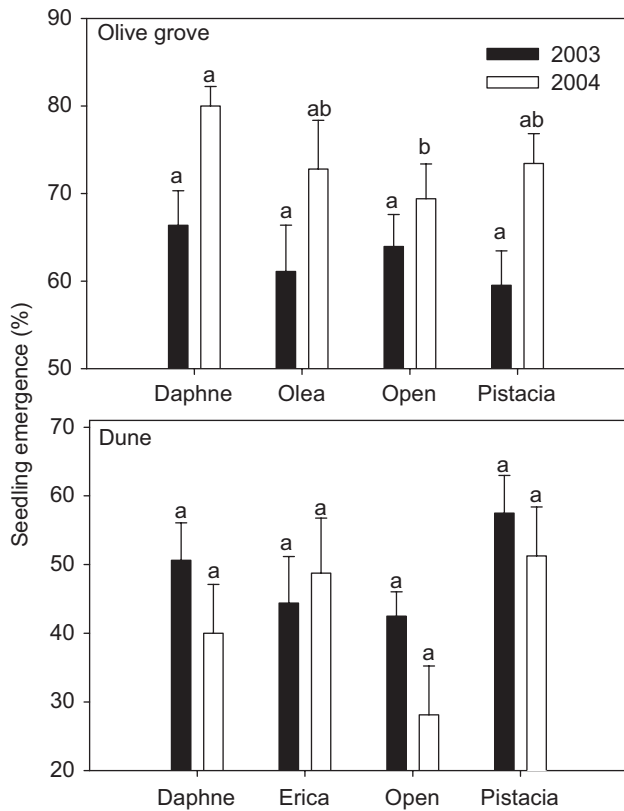 Seedling emergence (%)
90
80
70
60
50
Olive grove
2003
2004
a
a
a
ab
a
b
a
ab
Daphne Olea Open Pistacia
70
60
50
40
30
20
Dune
a
a
a
a
a
a
a
a
Daphne Erica Open Pistacia